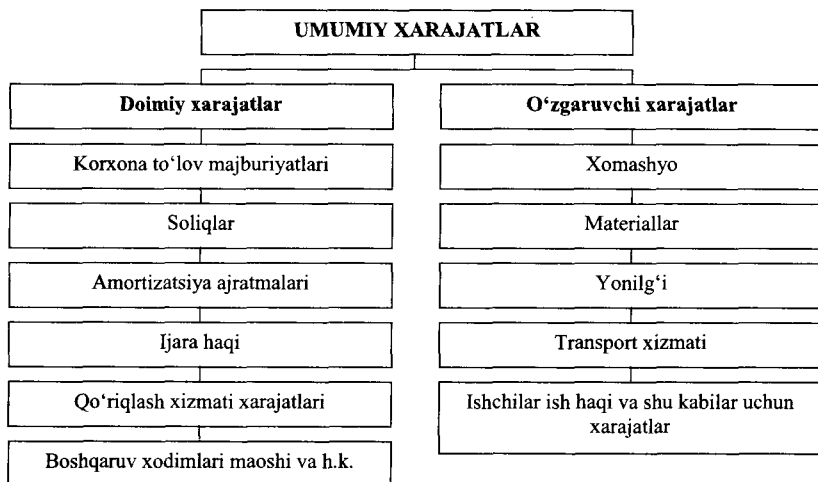 UMUMIY XARAJATLAR
Doimiy xarajatlar
Korxona to‘lov majburiyatlari
Soliqlar
Amortizatsiya ajratmalari
Ijara haqi
Qo‘riqlash xizmati xarajatlari
Boshqaruv xodimlari maoshi va h.k.
O‘zgaruvchi xarajatlar
Xomashyo
Materiallar
Yonilg‘i
Transport xizmati
Ishchilar ish haqi va shu kabilar uchun
xarajatlar